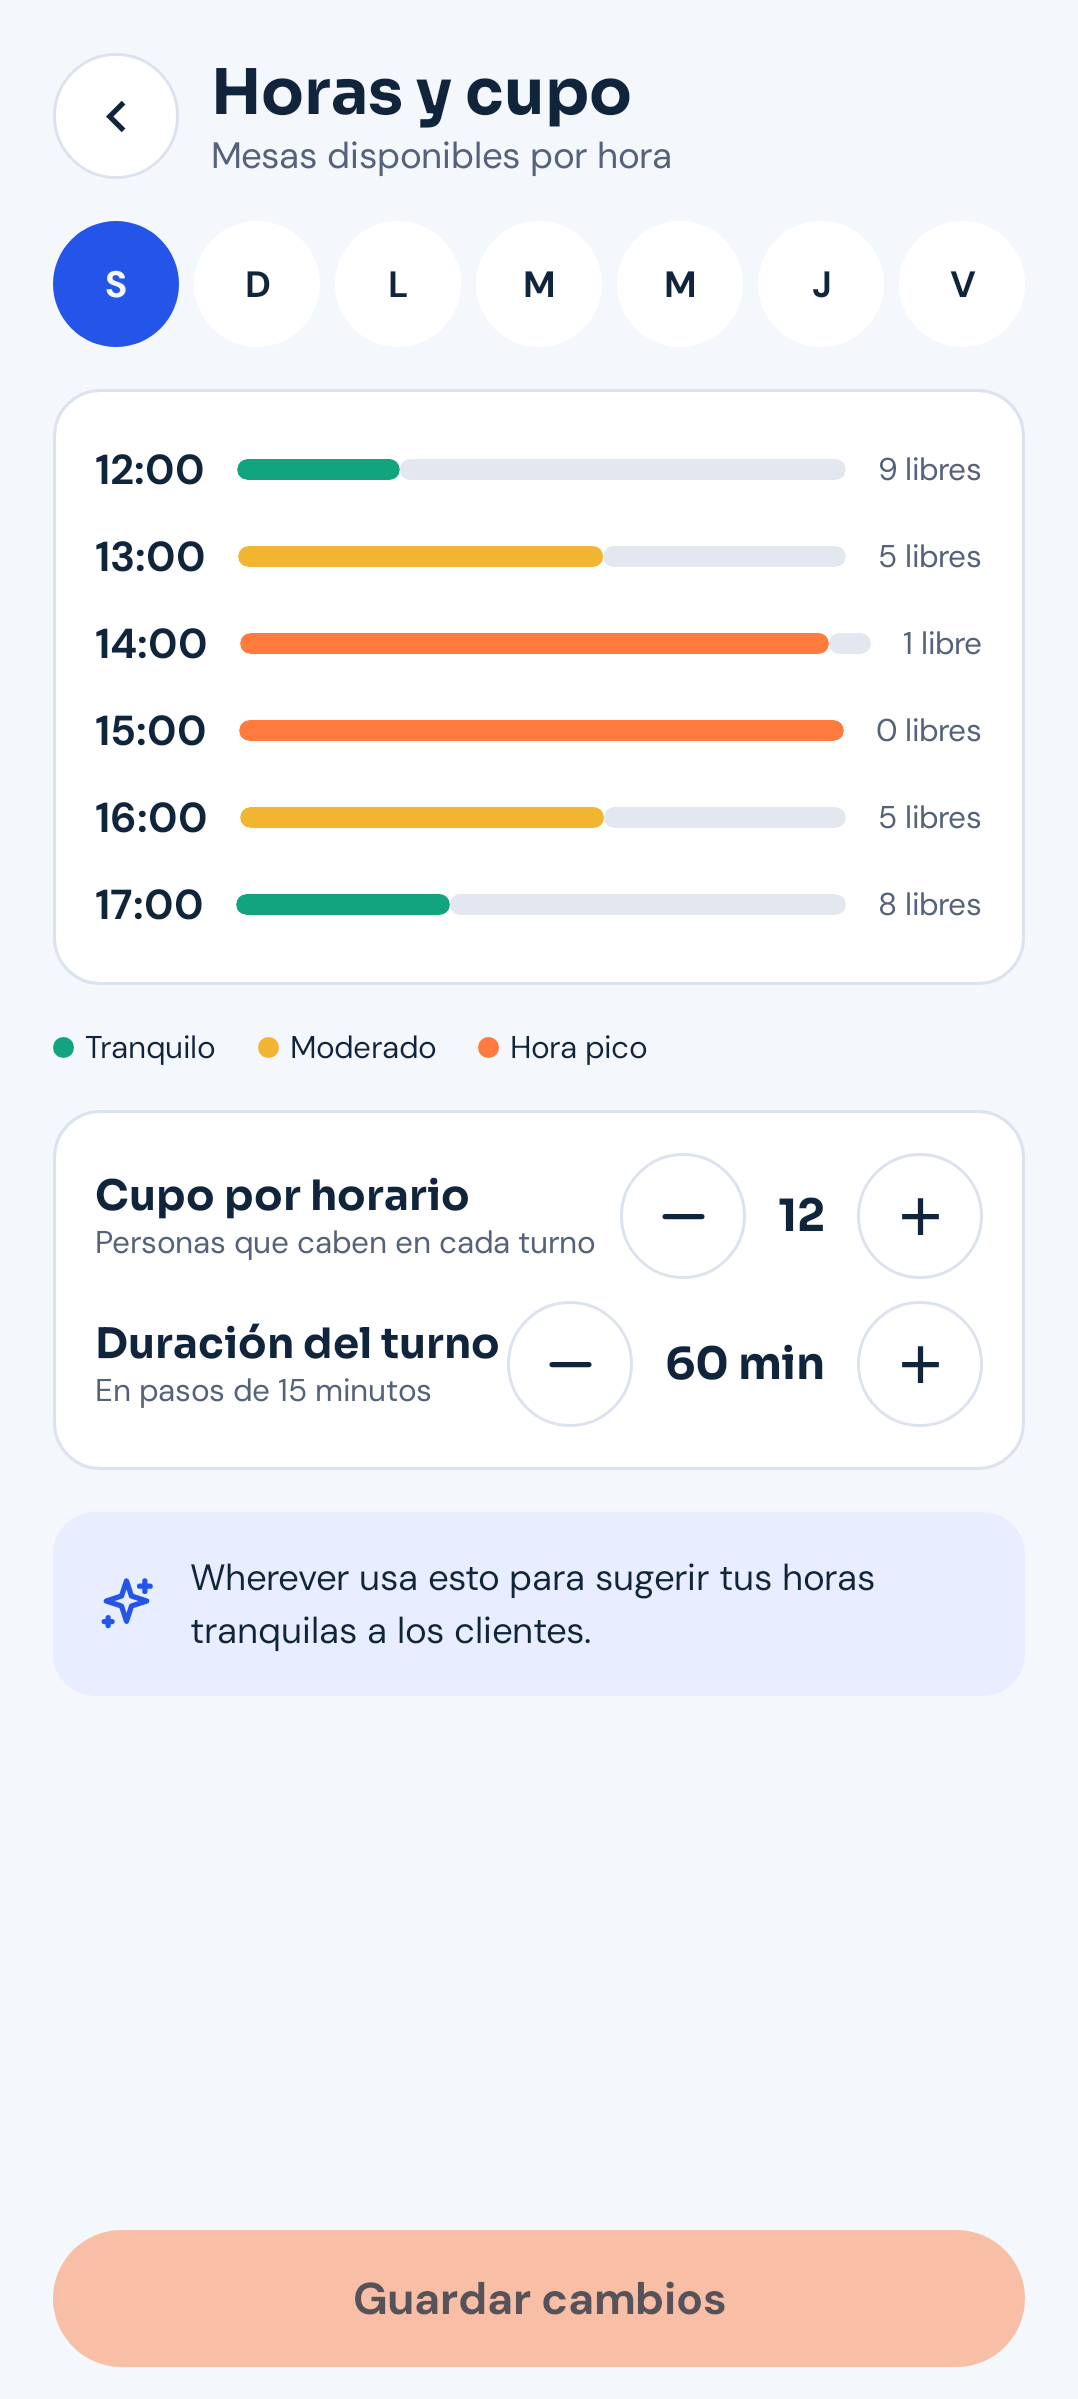 Horas y cupo
Mesas disponibles por hora
S D L M M J V
12:00 9 libres
13:00 5 libres
14:00 1 libre
15:00 0 libres
16:00 5 libres
17:00 8 libres
Tranquilo Moderado Hora pico
Cupo por horario
Personas que caben en cada turno
12
Duración del turno
En pasos de 15 minutos
60 min
Wherever usa esto para sugerir tus horas
tranquilas a los clientes.
Guardar cambios